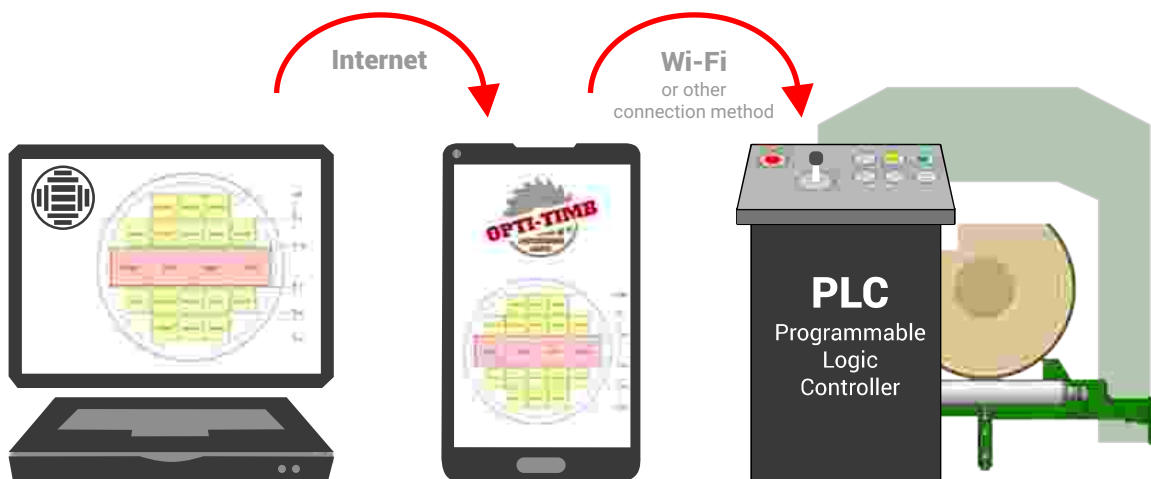 Internet
Wi-Fi
or other
connection method
OPTI-TIMB
PLC
Programmable
Logic
Controller